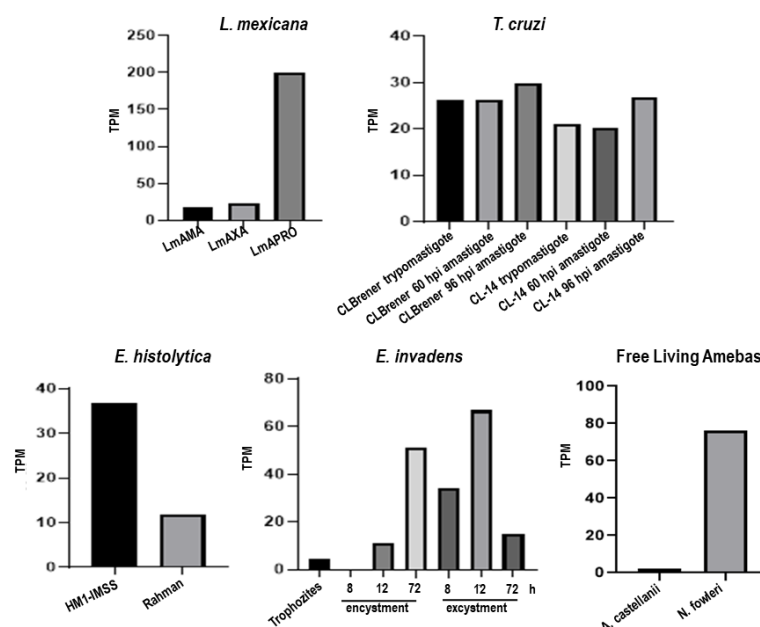 L. mexicana
TPM
250
200
150
100
50
0
LmAMA
LmAXA
LmAPRO
T. cruzi
TPM
40
30
20
10
0
CLBrener trypomastigote
CLBrener 60 hpi amastigote
CLBrener 96 hpi amastigote
CL-14 trypomastigote
CL-14 60 hpi amastigote
CL-14 96 hpi amastigote
E. histolytica
TPM
40
30
20
10
0
HM1-IMSS
Rahman
E. invadens
TPM
80
60
40
20
0
Trophozites 8 12 72 8 12 72 h
encystment excystment
Free Living Amebas
TPM
100
80
60
40
20
0
A. castellanii
N. fowleri